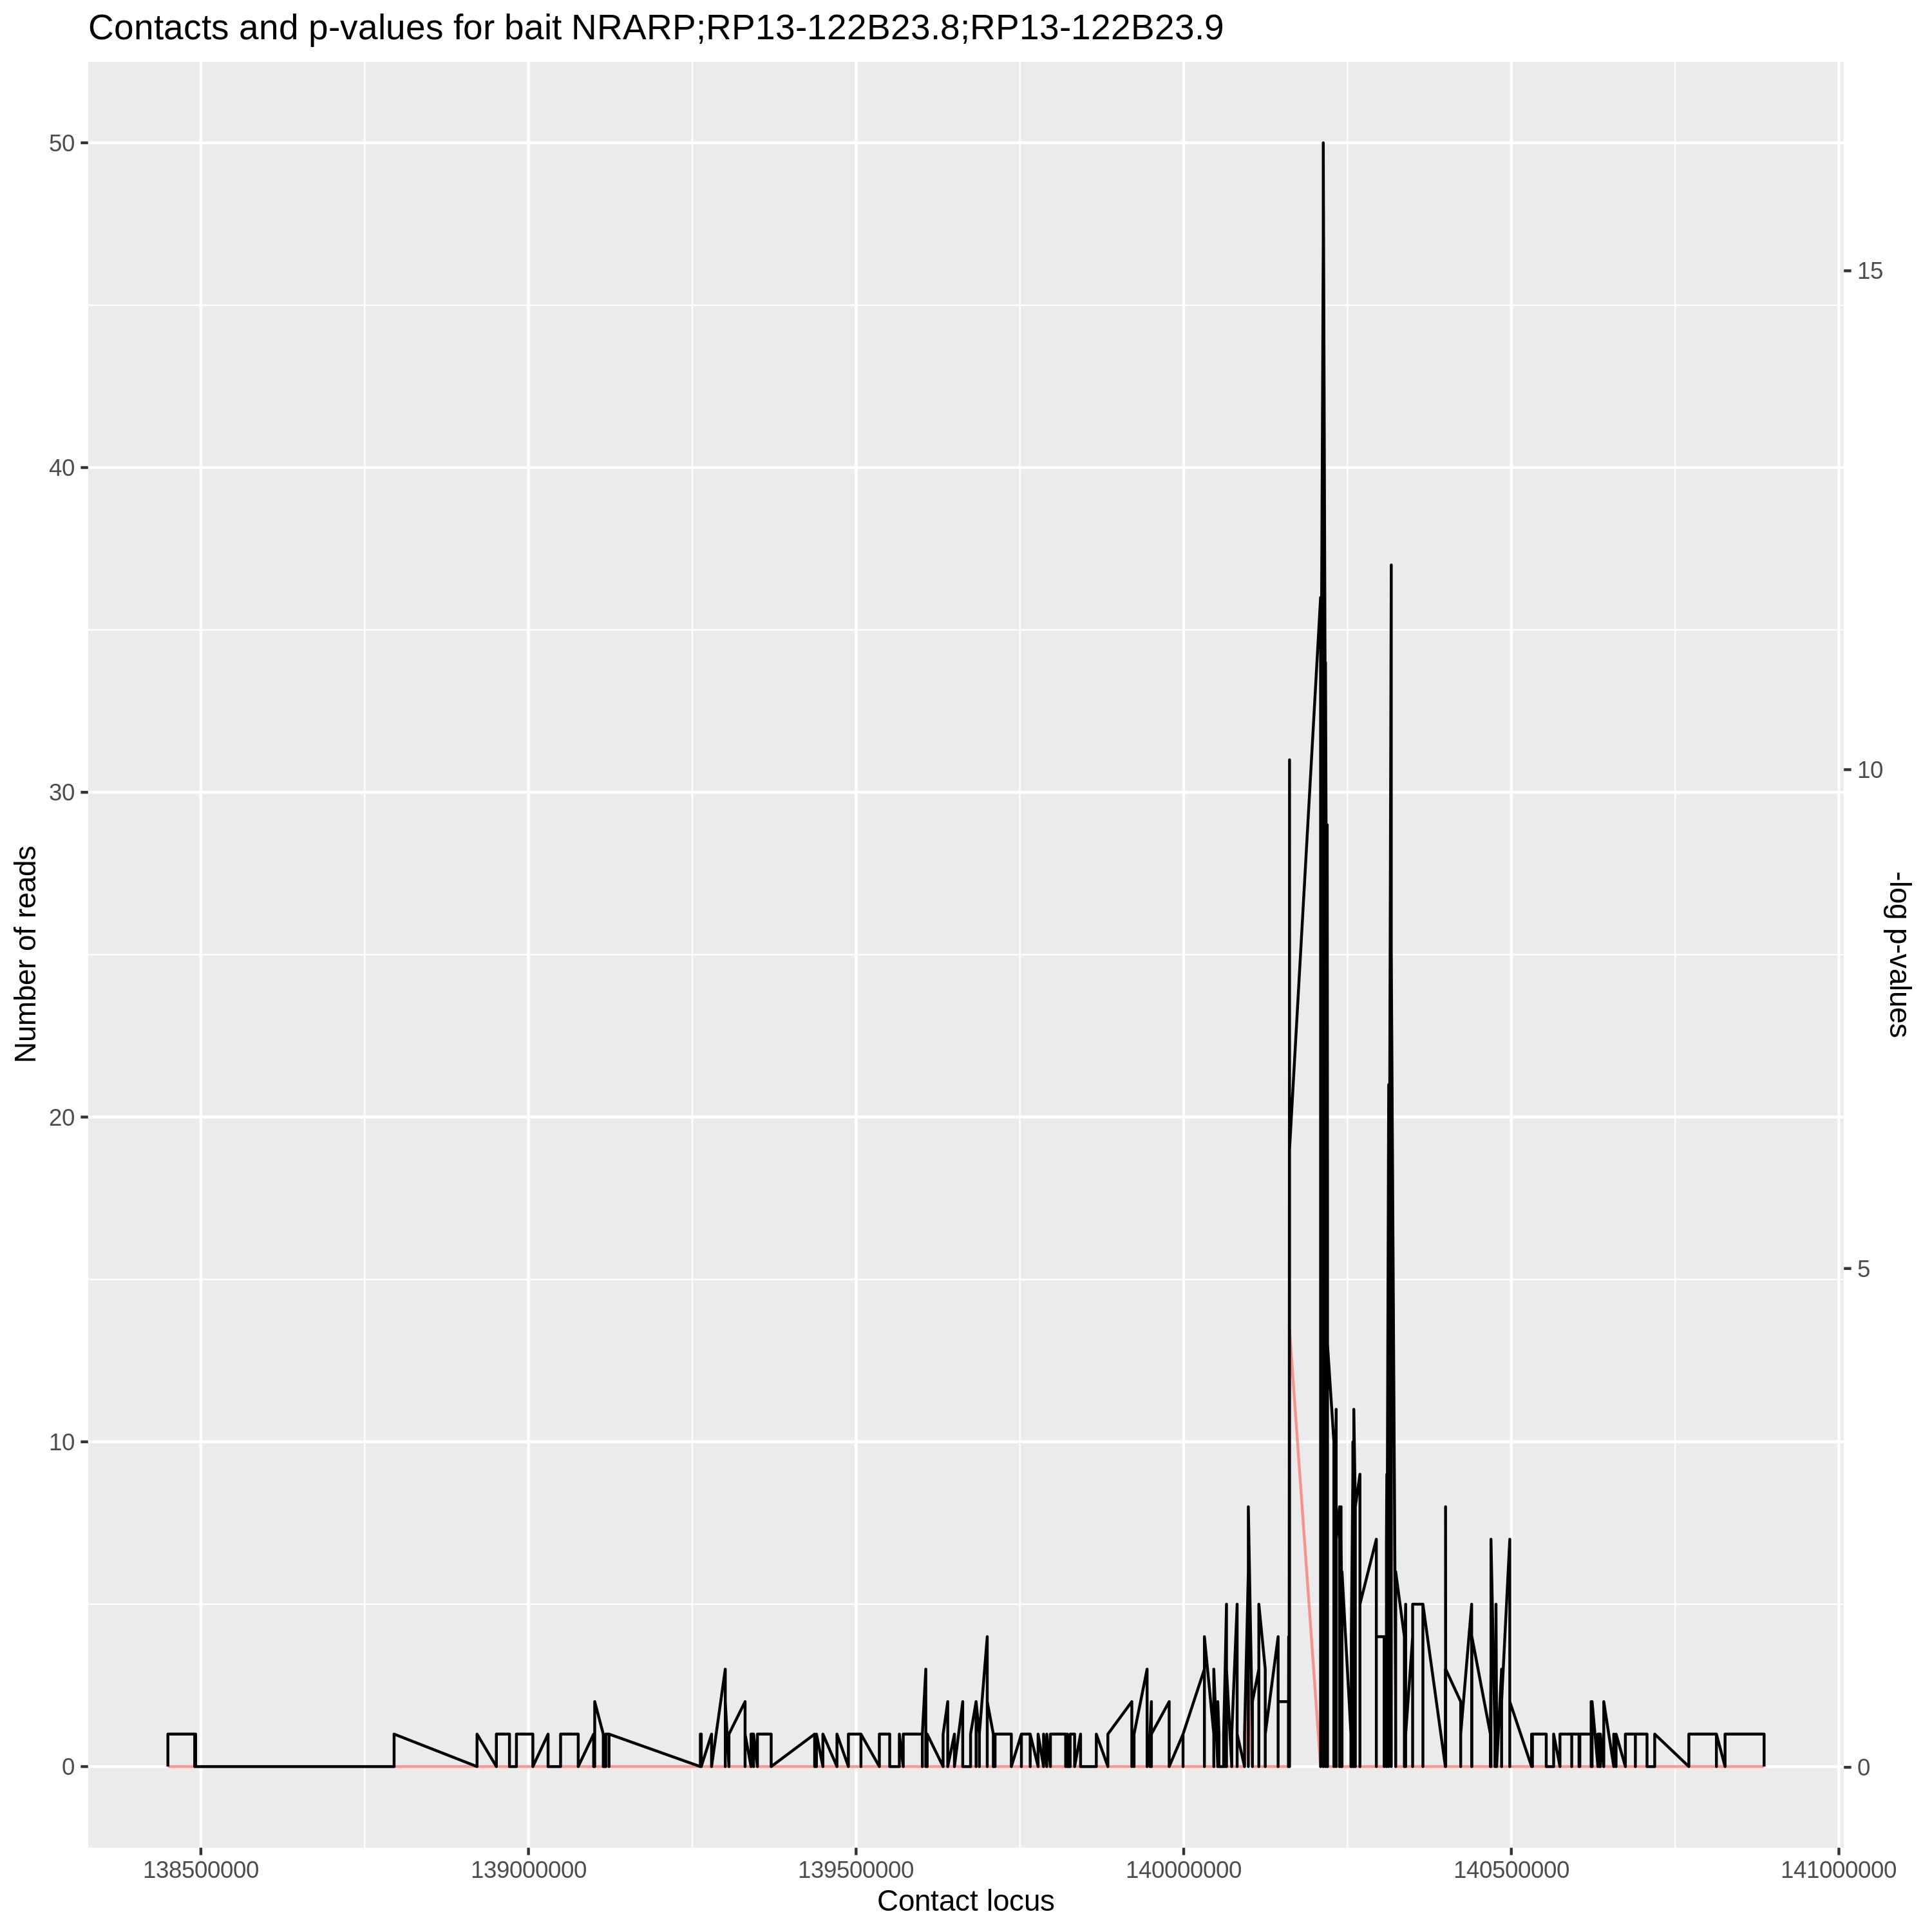 Contacts and p-values for bait NRARP;RP13-122B23.8;RP13-122B23.9
50
40
30
20
10
0
Number of reads
15
10
5
0
-log p-values
138500000 139000000 139500000 140000000 140500000 141000000
Contact locus